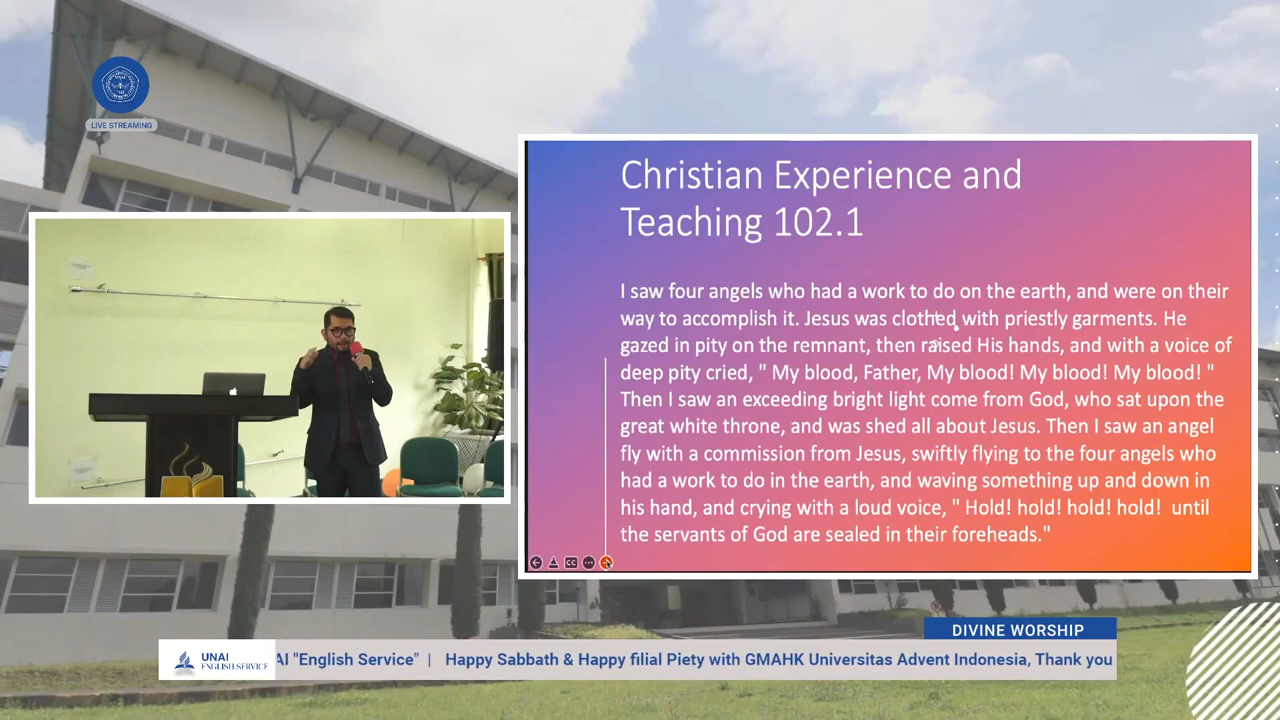 LIVE STREAMING
Christian Experience and
Teaching 102.1
I saw four angels who had a work to do on the earth, and were on their
way to accomplish it. Jesus was clothed with priestly garments. He
gazed in pity on the remnant, then raised His hands, and with a voice of
deep pity cried, " My blood, Father, My blood! My blood! My blood! "
Then I saw an exceeding bright light come from God, who sat upon the
great white throne, and was shed all about Jesus. Then I saw an angel
fly with a commission from Jesus, swiftly flying to the four angels who
had a work to do in the earth, and waving something up and down in
his hand, and crying with a loud voice, " Hold! hold! hold! hold!  until
the servants of God are sealed in their foreheads."
CC
DIVINE WORSHIP
UNAI
ENGLISH SERVICE
AI "English Service" | Happy Sabbath & Happy filial Piety with GMAHK Universitas Advent Indonesia, Thank you